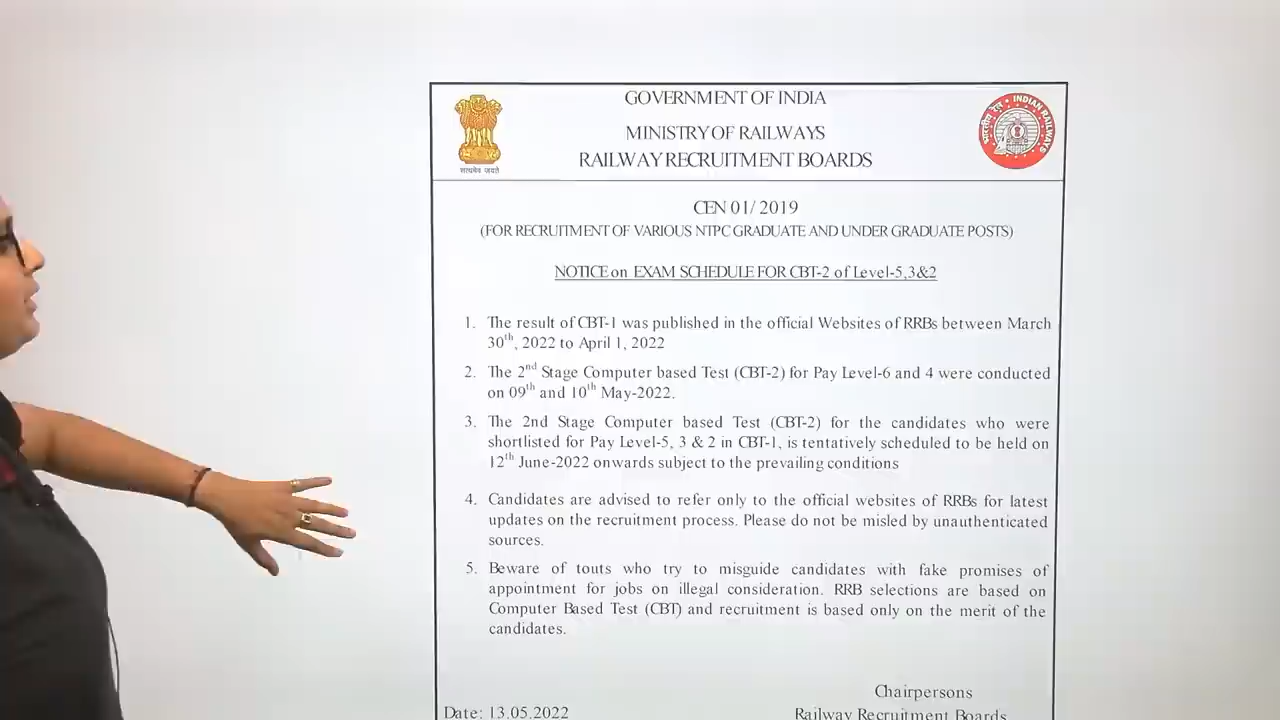 GOVERNMENT OF INDIA
MINISTRY OF RAILWAYS
RAILWAY RECRUITMENT BOARDS
सत्यमेव जयते
भारतीय रेल INDIAN RAILWAYS
CEN 01/ 2019
(FOR RECRUITMENT OF VARIOUS NTPC GRADUATE AND UNDER GRADUATE POSTS)
NOTICE on EXAM SCHEDULE FOR CBT-2 of Level-5,3&2
1. The result of CBT-1 was published in the official Websites of RRBs between March
30th, 2022 to April 1, 2022
2. The 2nd Stage Computer based Test (CBT-2) for Pay Level-6 and 4 were conducted
on 09th and 10th May-2022.
3. The 2nd Stage Computer based Test (CBT-2) for the candidates who were
shortlisted for Pay Level-5, 3 & 2 in CBT-1, is tentatively scheduled to be held on
12th June-2022 onwards subject to the prevailing conditions
4. Candidates are advised to refer only to the official websites of RRBs for latest
updates on the recruitment process. Please do not be misled by unauthenticated
sources.
5. Beware of touts who try to misguide candidates with fake promises of
appointment for jobs on illegal consideration. RRB selections are based on
Computer Based Test (CBT) and recruitment is based only on the merit of the
candidates.
Chairpersons
Date: 13.05.2022 Railway Recruitment Boards